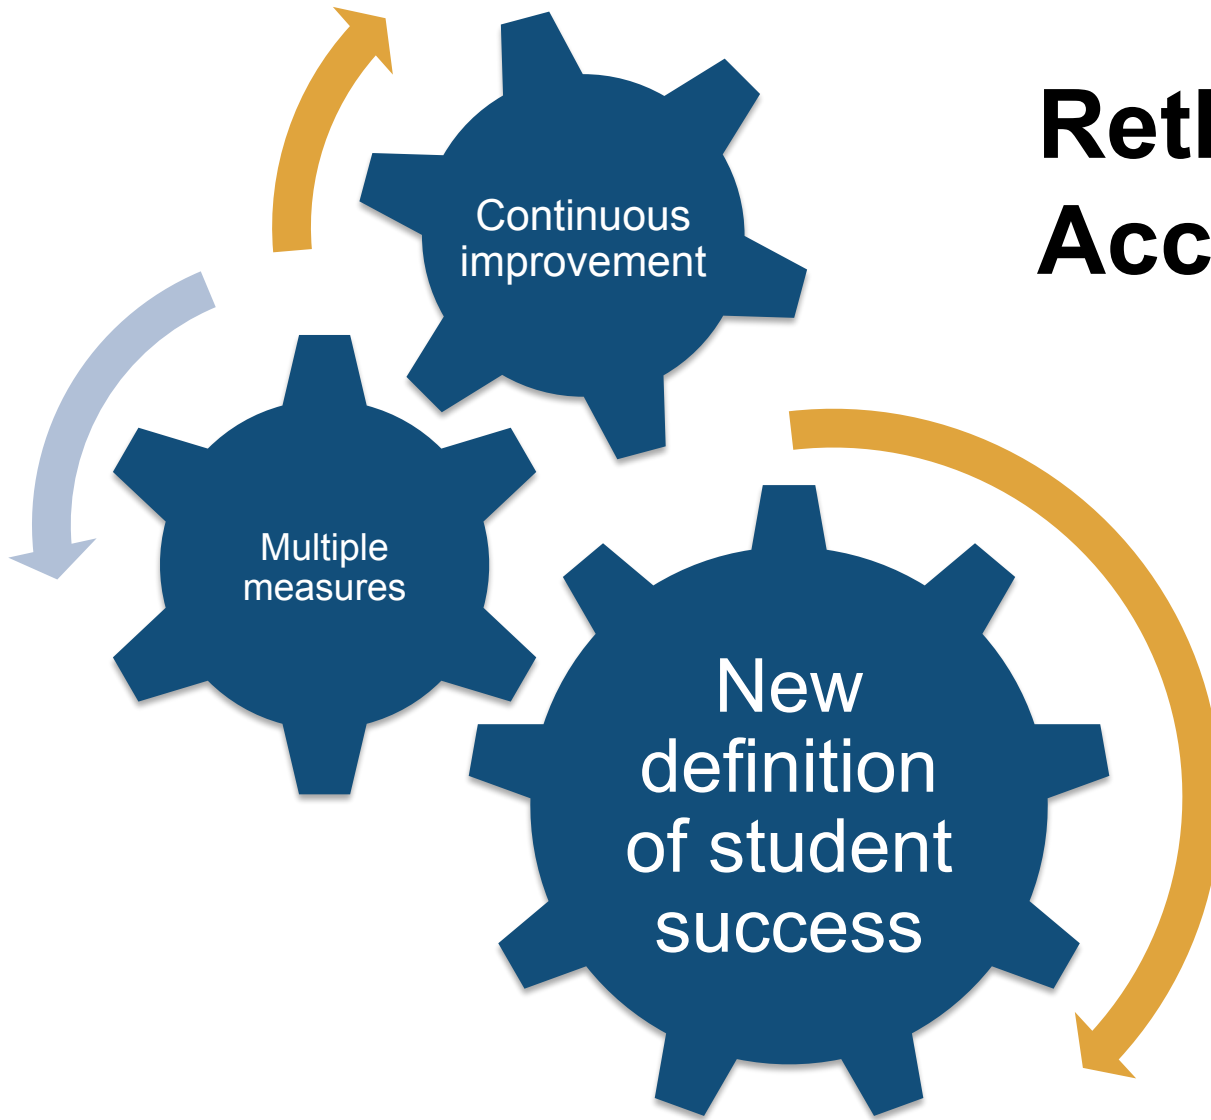 Continuous
improvement
Multiple
measures
New
definition
of student
success